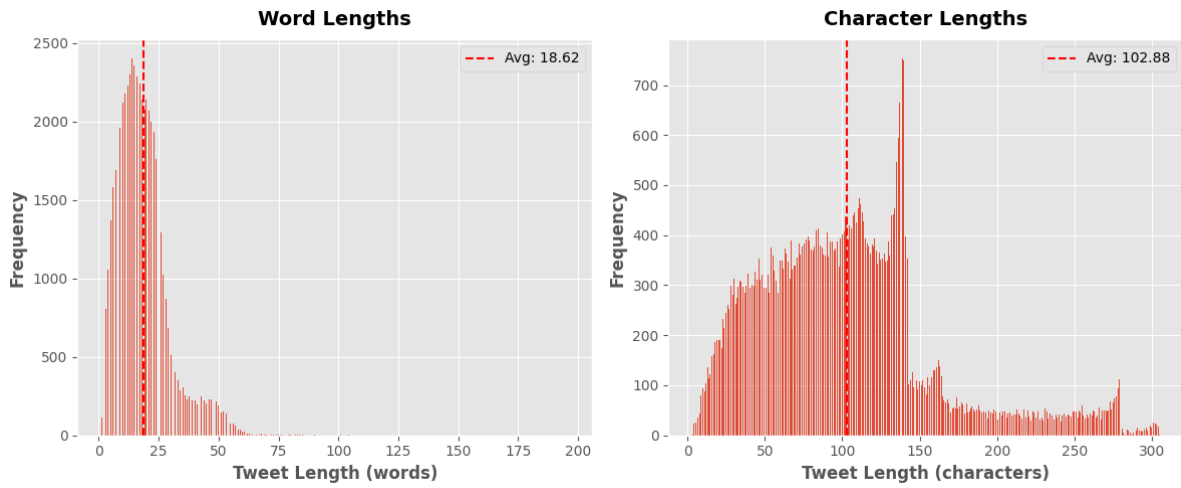 Word Lengths
Avg: 18.62
2500
2000
1500
1000
500
0
Frequency
0 25 50 75 100 125 150 175 200
Tweet Length (words)
Character Lengths
Avg: 102.88
700
600
500
400
300
200
100
0
Frequency
0 50 100 150 200 250 300
Tweet Length (characters)